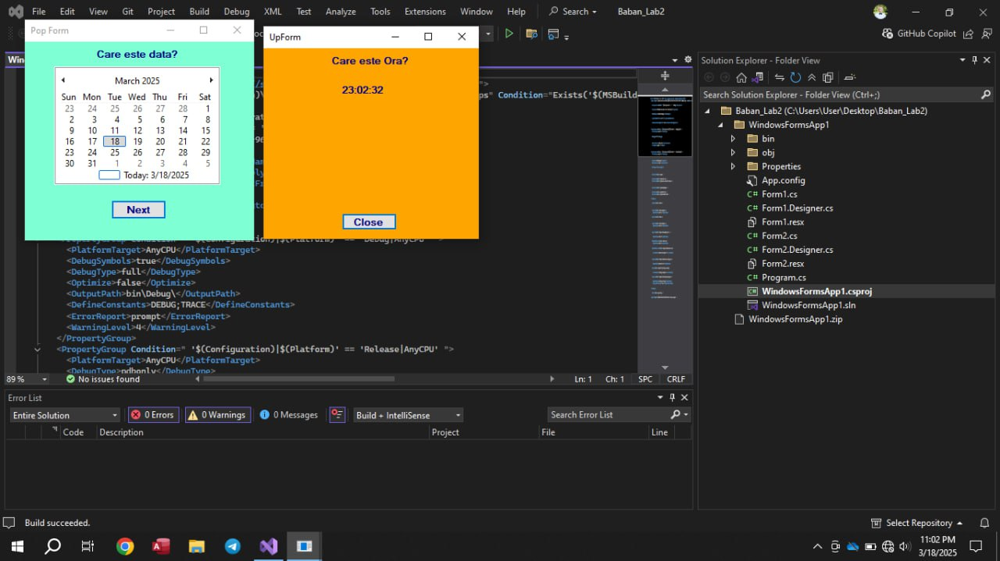 File Edit View Git Project Build Debug XML Test Analyze Tools Extensions Window Help Search Baban_Lab2
GitHub Copilot
Pop Form
Care este data?
March 2025
Sun Mon Tue Wed Thu Fri Sat
23 24 25 26 27 28 1
2 3 4 5 6 7 8
9 10 11 12 13 14 15
16 17 18 19 20 21 22
23 24 25 26 27 28 29
30 31 1 2 3 4 5
Today: 3/18/2025
Next
UpForm
Care este Ora?
23:02:32
Close
">
Condition="Exists('$(MSBuild
<PlatformTarget>AnyCPU</PlatformTarget>
<DebugSymbols>true</DebugSymbols>
<DebugType>full</DebugType>
<Optimize>false</Optimize>
<OutputPath>bin\Debug\</OutputPath>
<DefineConstants>DEBUG;TRACE</DefineConstants>
<ErrorReport>prompt</ErrorReport>
<WarningLevel>4</WarningLevel>
</PropertyGroup>
<PropertyGroup Condition=" '$(Configuration)|$(Platform)' == 'Release|AnyCPU' ">
<PlatformTarget>AnyCPU</PlatformTarget>
<DebugType>pdbonly</DebugType>
89 % No issues found Ln: 1 Ch: 1 SPC CRLF
Solution Explorer - Folder View
Search Solution Explorer - Folder View (Ctrl+;)
WindowsFormsApp1
bin
obj
Properties
App.config
C# Form1.cs
C# Form1.Designer.cs
Form1.resx
C# Form2.cs
C# Form2.Designer.cs
Form2.resx
C# Program.cs
C# WindowsFormsApp1.csproj
WindowsFormsApp1.sln
WindowsFormsApp1.zip
Error List
Entire Solution 0 Errors 0 Warnings 0 Messages Build + IntelliSense Search Error List
Code Description Project File Line
Build succeeded. Select Repository
11:02 PM
3/18/2025